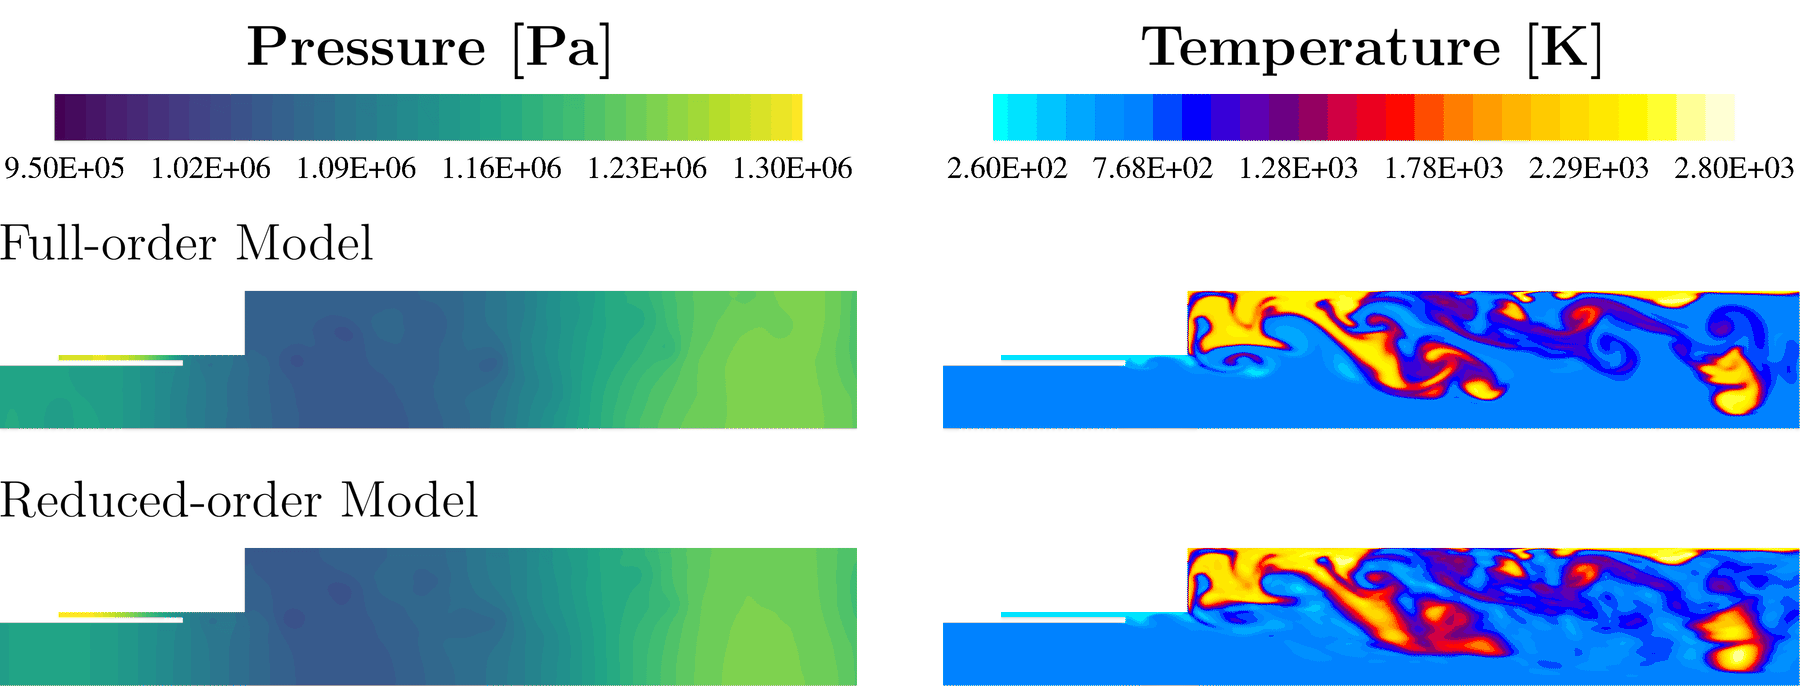 Pressure [Pa]
9.50E+05 1.02E+06 1.09E+06 1.16E+06 1.23E+06 1.30E+06
Temperature [K]
2.60E+02 7.68E+02 1.28E+03 1.78E+03 2.29E+03 2.80E+03
Full-order Model
Reduced-order Model